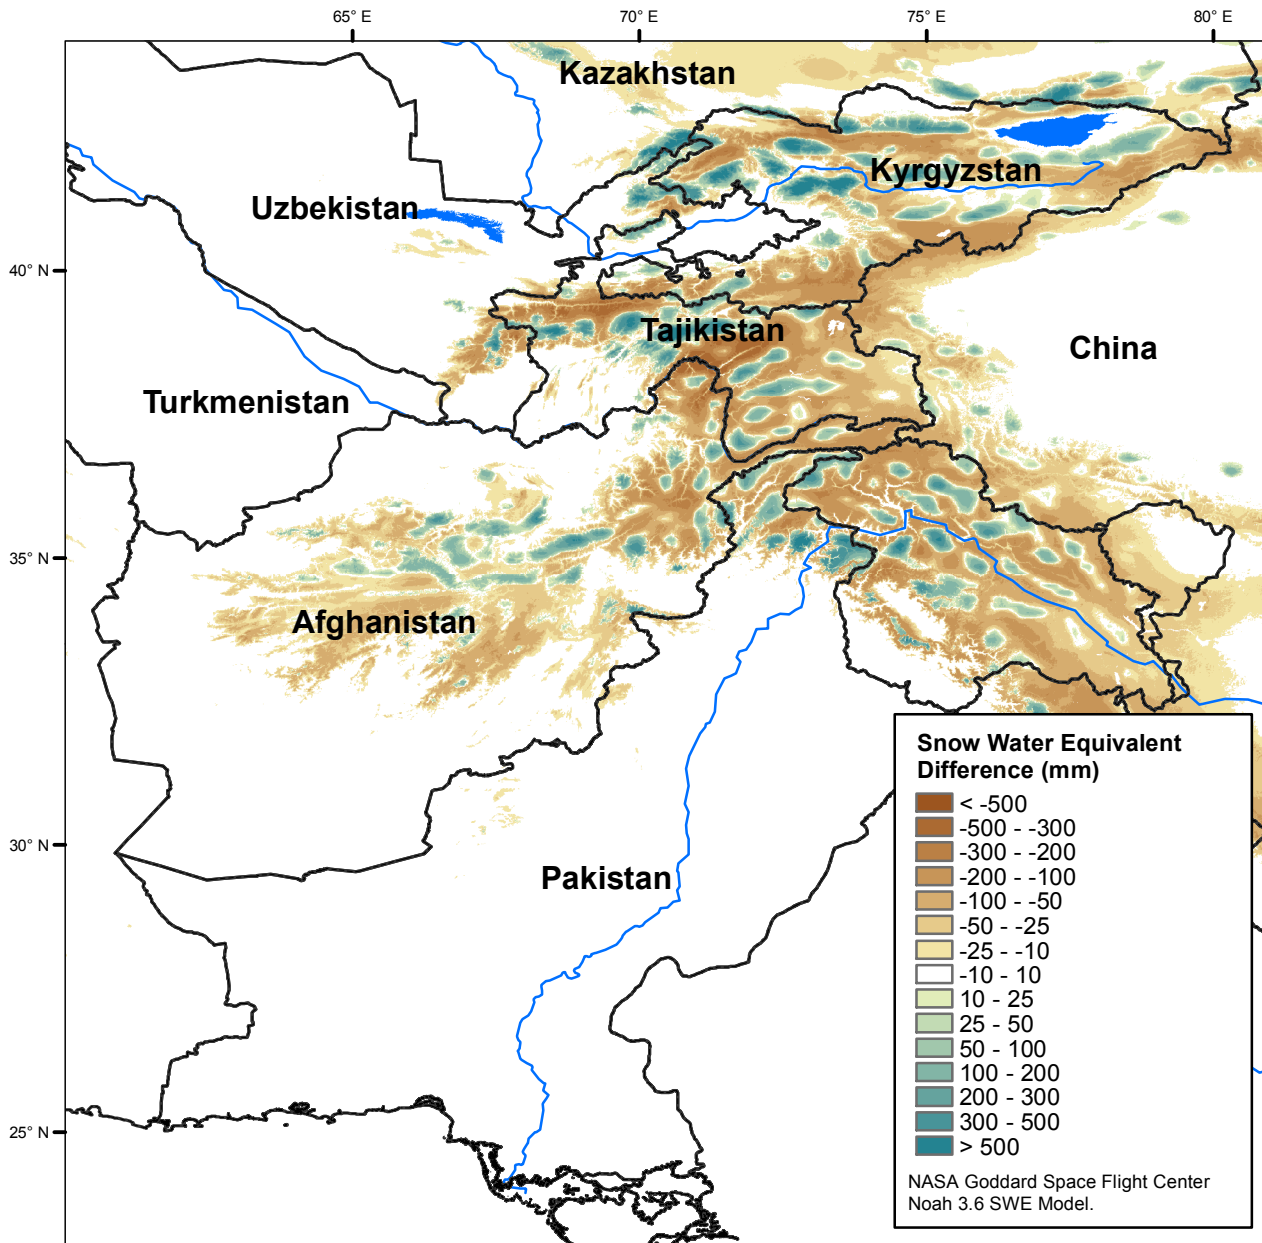 65° E
70° E
75° E
80° E
Kazakhstan
Kyrgyzstan
Uzbekistan
40° N
Tajikistan
China
Turkmenistan
35° N
Afghanistan
Snow Water Equivalent
Difference (mm)
< -500
-500 - -300
-300 - -200
-200 - -100
-100 - -50
-50 - -25
-25 - -10
-10 - 10
10 - 25
25 - 50
50 - 100
100 - 200
200 - 300
300 - 500
> 500
30° N
Pakistan
25° N
NASA Goddard Space Flight Center
Noah 3.6 SWE Model.